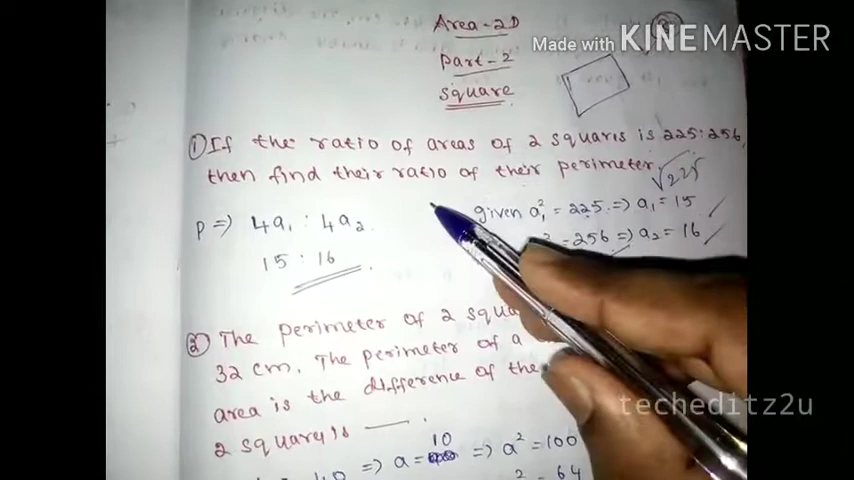 Area-2D
Made with KINEMASTER
Part-2
square
① If the ratio of areas of 2 squares is 225:256,
then find their ratio of their perimeter.
√225
given a₁² = 225 => a₁ = 15
P => 4a₁ : 4a₂
² = 256 => a₂ = 16
15 : 16
② The perimeter of 2 squa
32 cm. The perimeter of a
area is the difference of the
techeditz2u
2 square is
=> a = 10 => a² = 100
² = 64